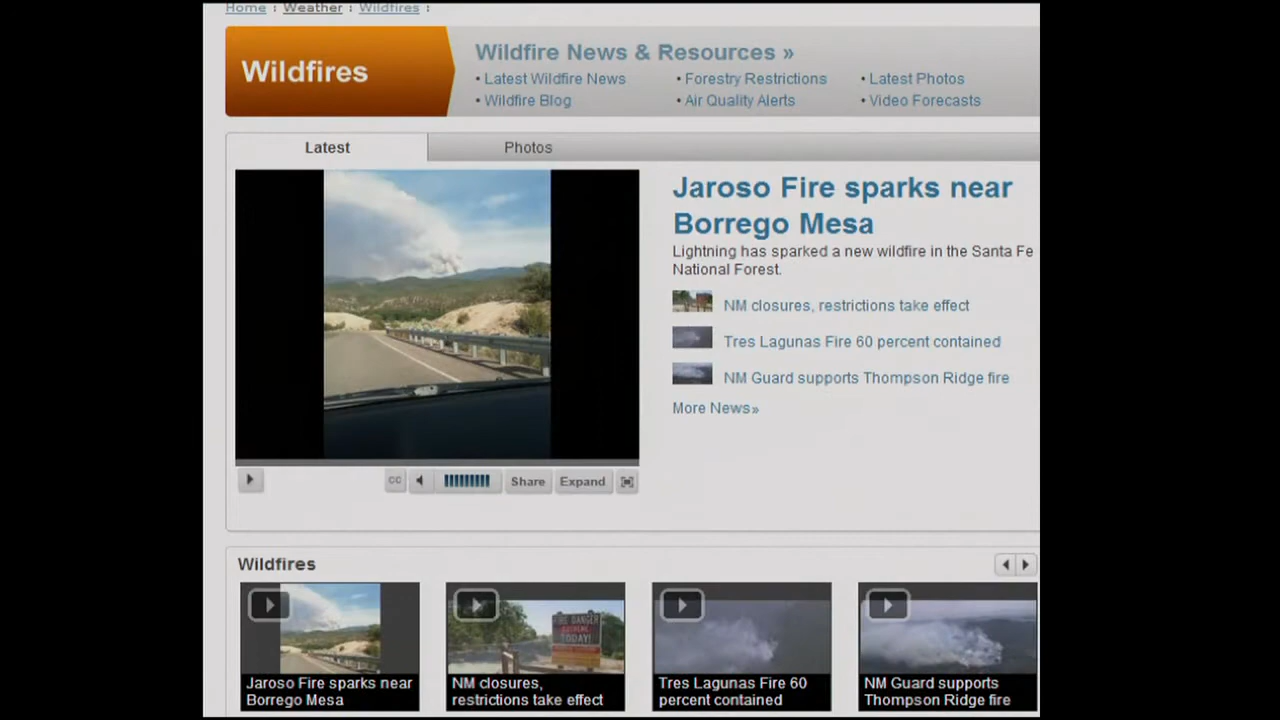 Home : Weather : Wildfires :
Wildfires
Wildfire News & Resources »
• Latest Wildfire News
• Forestry Restrictions
• Latest Photos
• Wildfire Blog
• Air Quality Alerts
• Video Forecasts
Latest
Photos
Jaroso Fire sparks near
Borrego Mesa
Lightning has sparked a new wildfire in the Santa Fe
National Forest.
NM closures, restrictions take effect
Tres Lagunas Fire 60 percent contained
NM Guard supports Thompson Ridge fire
More News»
CC
Share
Expand
Wildfires
FIRE DANGER
EXTREME
TODAY!
Jaroso Fire sparks near
Borrego Mesa
NM closures,
restrictions take effect
Tres Lagunas Fire 60
percent contained
NM Guard supports
Thompson Ridge fire